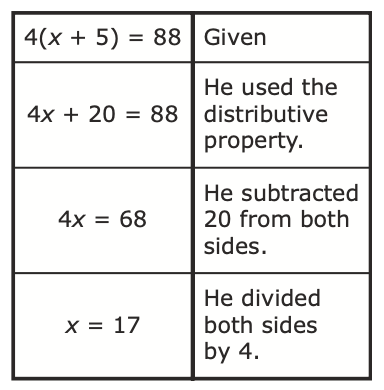 4(x + 5) = 88 Given
4x + 20 = 88
He used the
distributive
property.
4x = 68
He subtracted
20 from both
sides.
x = 17
He divided
both sides
by 4.